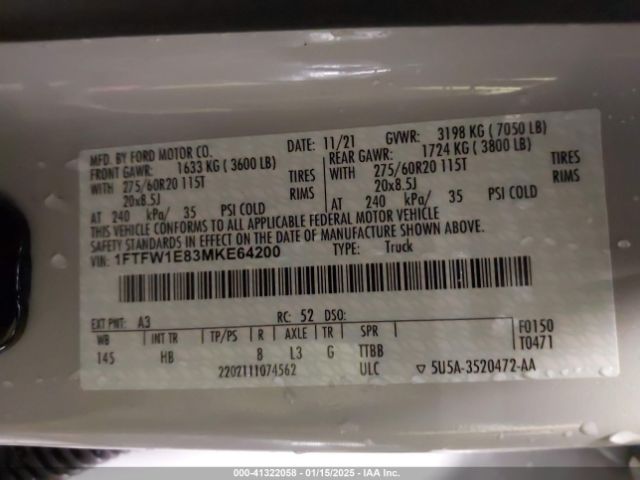 MFD. BY FORD MOTOR CO.
DATE: 11/21 GVWR: 3198 KG ( 7050 LB)
FRONT GAWR: 1633 KG ( 3600 LB) REAR GAWR: 1724 KG ( 3800 LB)
WITH 275/60R20 115T TIRES WITH 275/60R20 115T TIRES
20x8.5J RIMS 20x8.5J RIMS
AT 240 kPa/ 35 PSI COLD AT 240 kPa/ 35 PSI COLD
THIS VEHICLE CONFORMS TO ALL APPLICABLE FEDERAL MOTOR VEHICLE
SAFETY STANDARDS IN EFFECT ON THE DATE OF MANUFACTURE SHOWN ABOVE.
VIN: 1FTFW1E83MKE64200 TYPE: Truck
EXT PNT: A3 RC: 52 DSO:
WB INT TR TP/PS R AXLE TR SPR F0150
145 HB 8 L3 G TTBB T0471
2202111074562 ULC ▽ 5U5A-3520472-AA
000-41322058 - 01/15/2025 - IAA Inc.